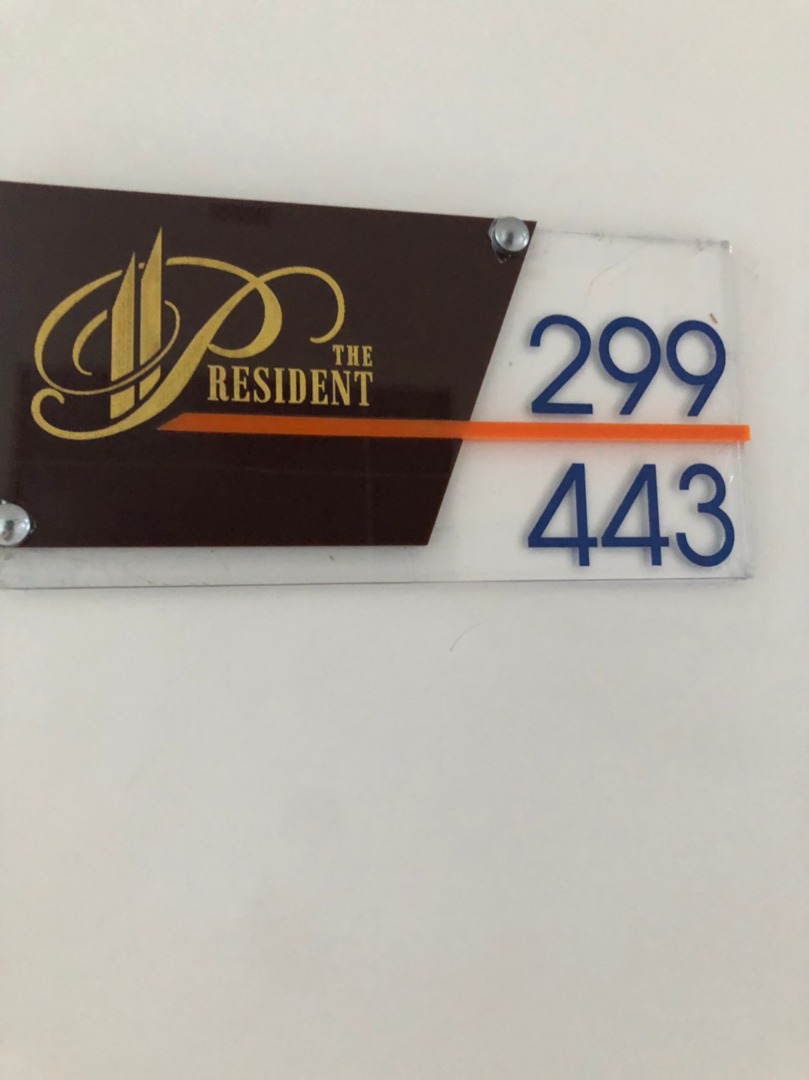 THE
PRESIDENT
299
443